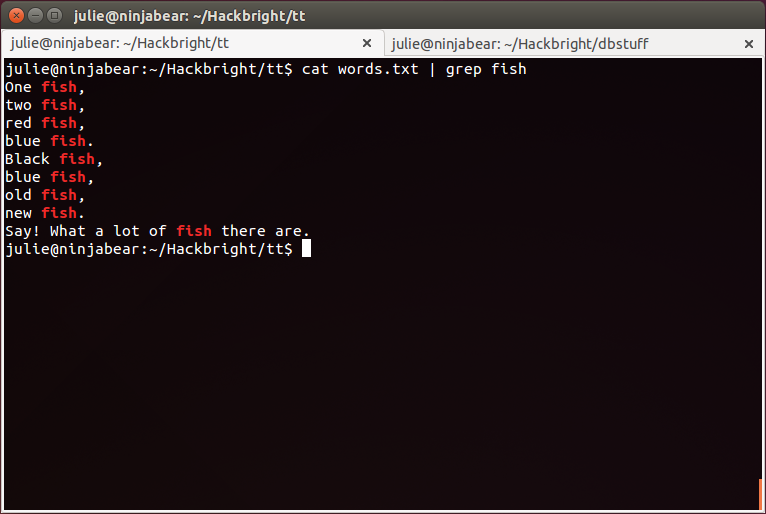 julie@ninjabear: ~/Hackbright/tt
julie@ninjabear: ~/Hackbright/tt
julie@ninjabear: ~/Hackbright/dbstuff
julie@ninjabear:~/Hackbright/tt$ cat words.txt | grep fish
One fish,
two fish,
red fish,
blue fish.
Black fish,
blue fish,
old fish,
new fish.
Say! What a lot of fish there are.
julie@ninjabear:~/Hackbright/tt$